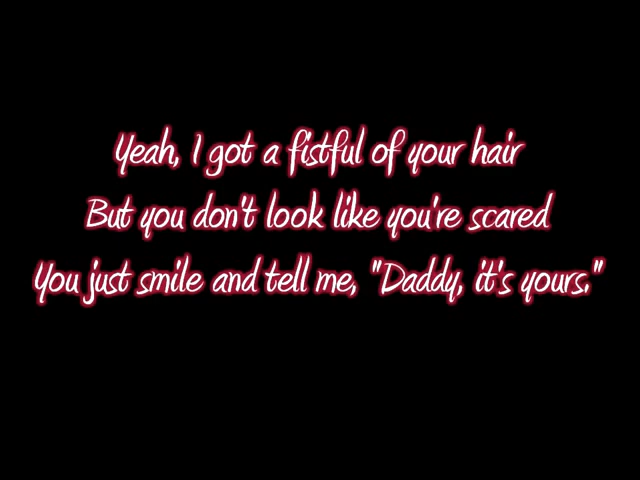 Yeah, I got a fistful of your hair
But you don't look like you're scared
You just smile and tell me, "Daddy, it's yours."